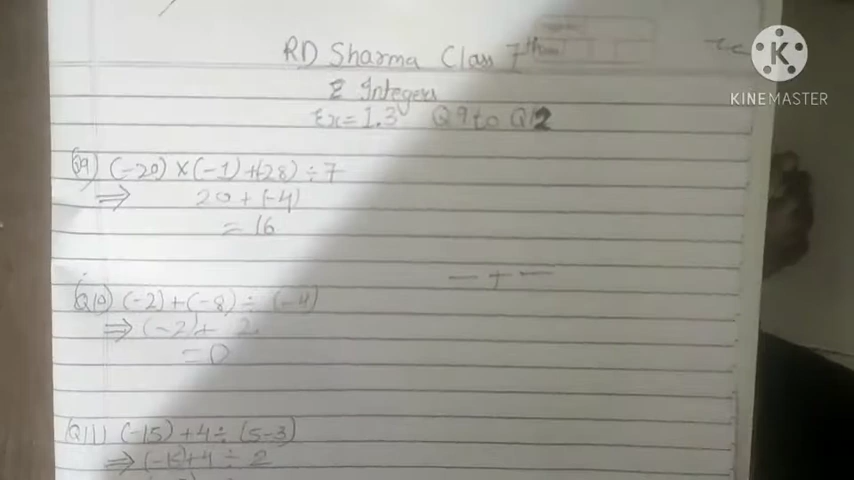 RD Sharma Class 7th
Integers
Ex = 1.3 Q9 to Q12
KINEMASTER
Q9) (-20) × (-1) + (-28) ÷ 7
⇒ 20 + (-4)
= 16
- + -
Q10) (-2) + (-8) ÷ (-4)
⇒ (-2) + 2
= 0
Q11) (-15) + 4 ÷ (5-3)
⇒ (-15) + 4 ÷ 2